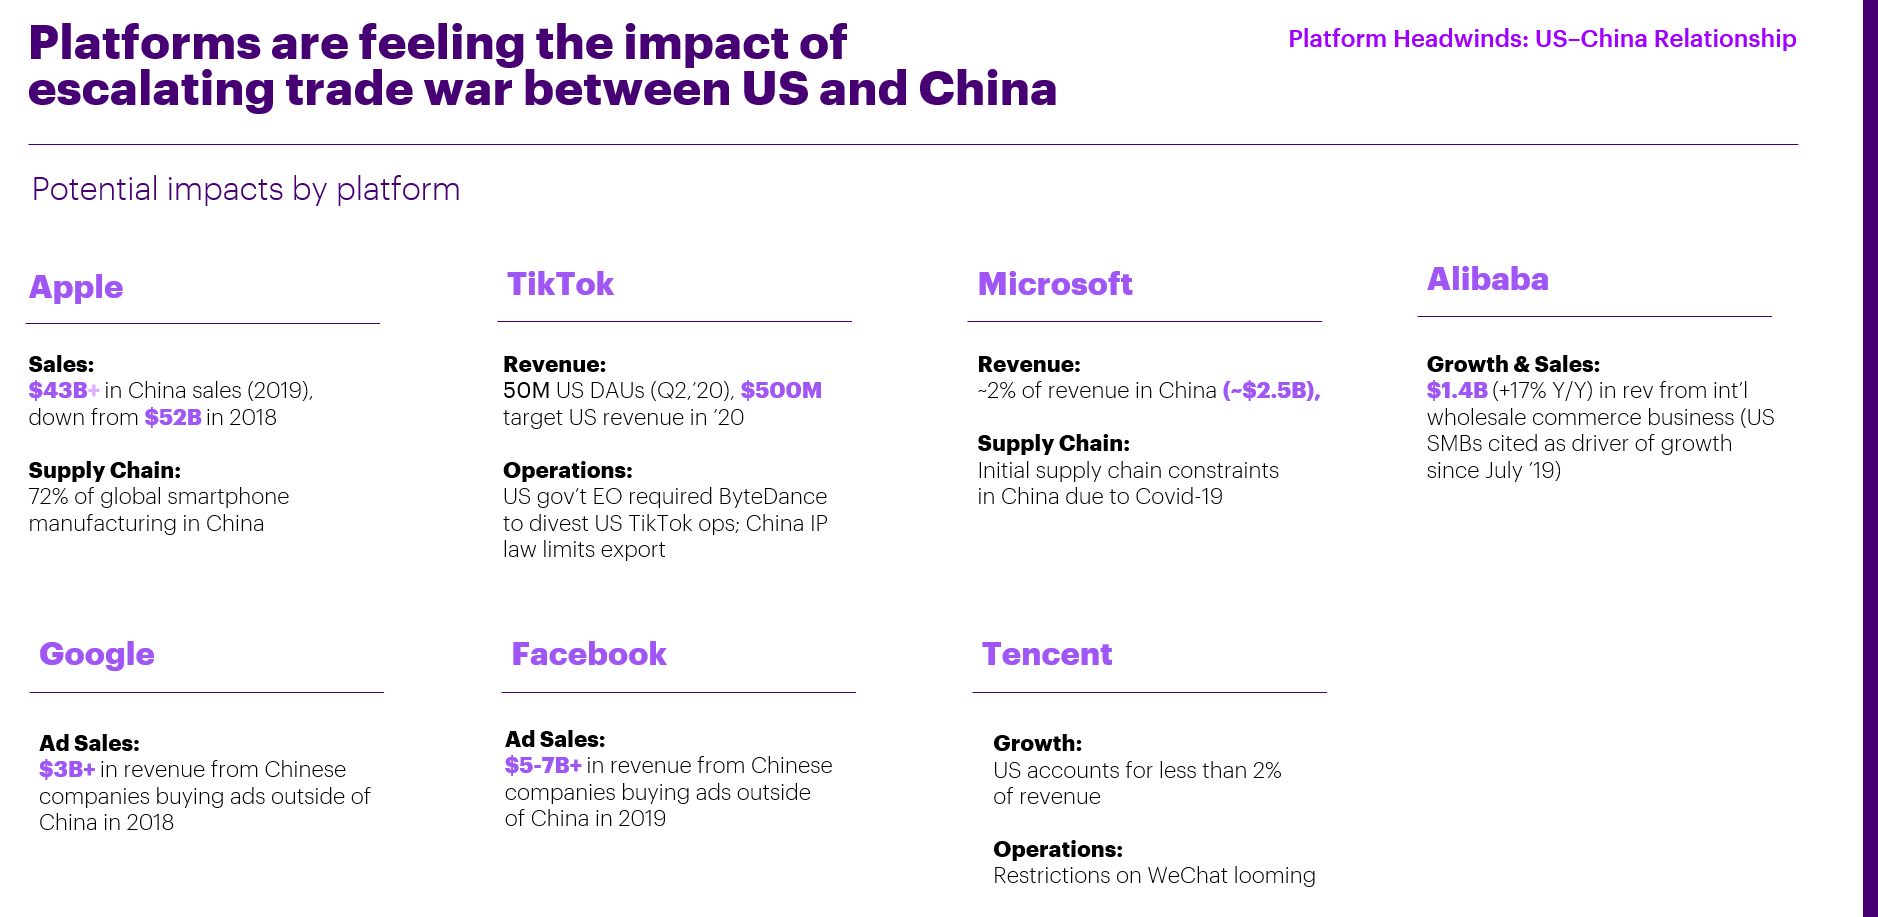 Platforms are feeling the impact of
escalating trade war between US and China
Platform Headwinds: US–China Relationship
Potential impacts by platform
Apple
Sales:
$43B+ in China sales (2019),
down from $52B in 2018
Supply Chain:
72% of global smartphone
manufacturing in China
TikTok
Revenue:
50M US DAUs (Q2,’20), $500M
target US revenue in ’20
Operations:
US gov’t EO required ByteDance
to divest US TikTok ops; China IP
law limits export
Microsoft
Revenue:
~2% of revenue in China (~$2.5B),
Supply Chain:
Initial supply chain constraints
in China due to Covid-19
Alibaba
Growth & Sales:
$1.4B (+17% Y/Y) in rev from int’l
wholesale commerce business (US
SMBs cited as driver of growth
since July ’19)
Google
Ad Sales:
$3B+ in revenue from Chinese
companies buying ads outside of
China in 2018
Facebook
Ad Sales:
$5-7B+ in revenue from Chinese
companies buying ads outside
of China in 2019
Tencent
Growth:
US accounts for less than 2%
of revenue
Operations:
Restrictions on WeChat looming